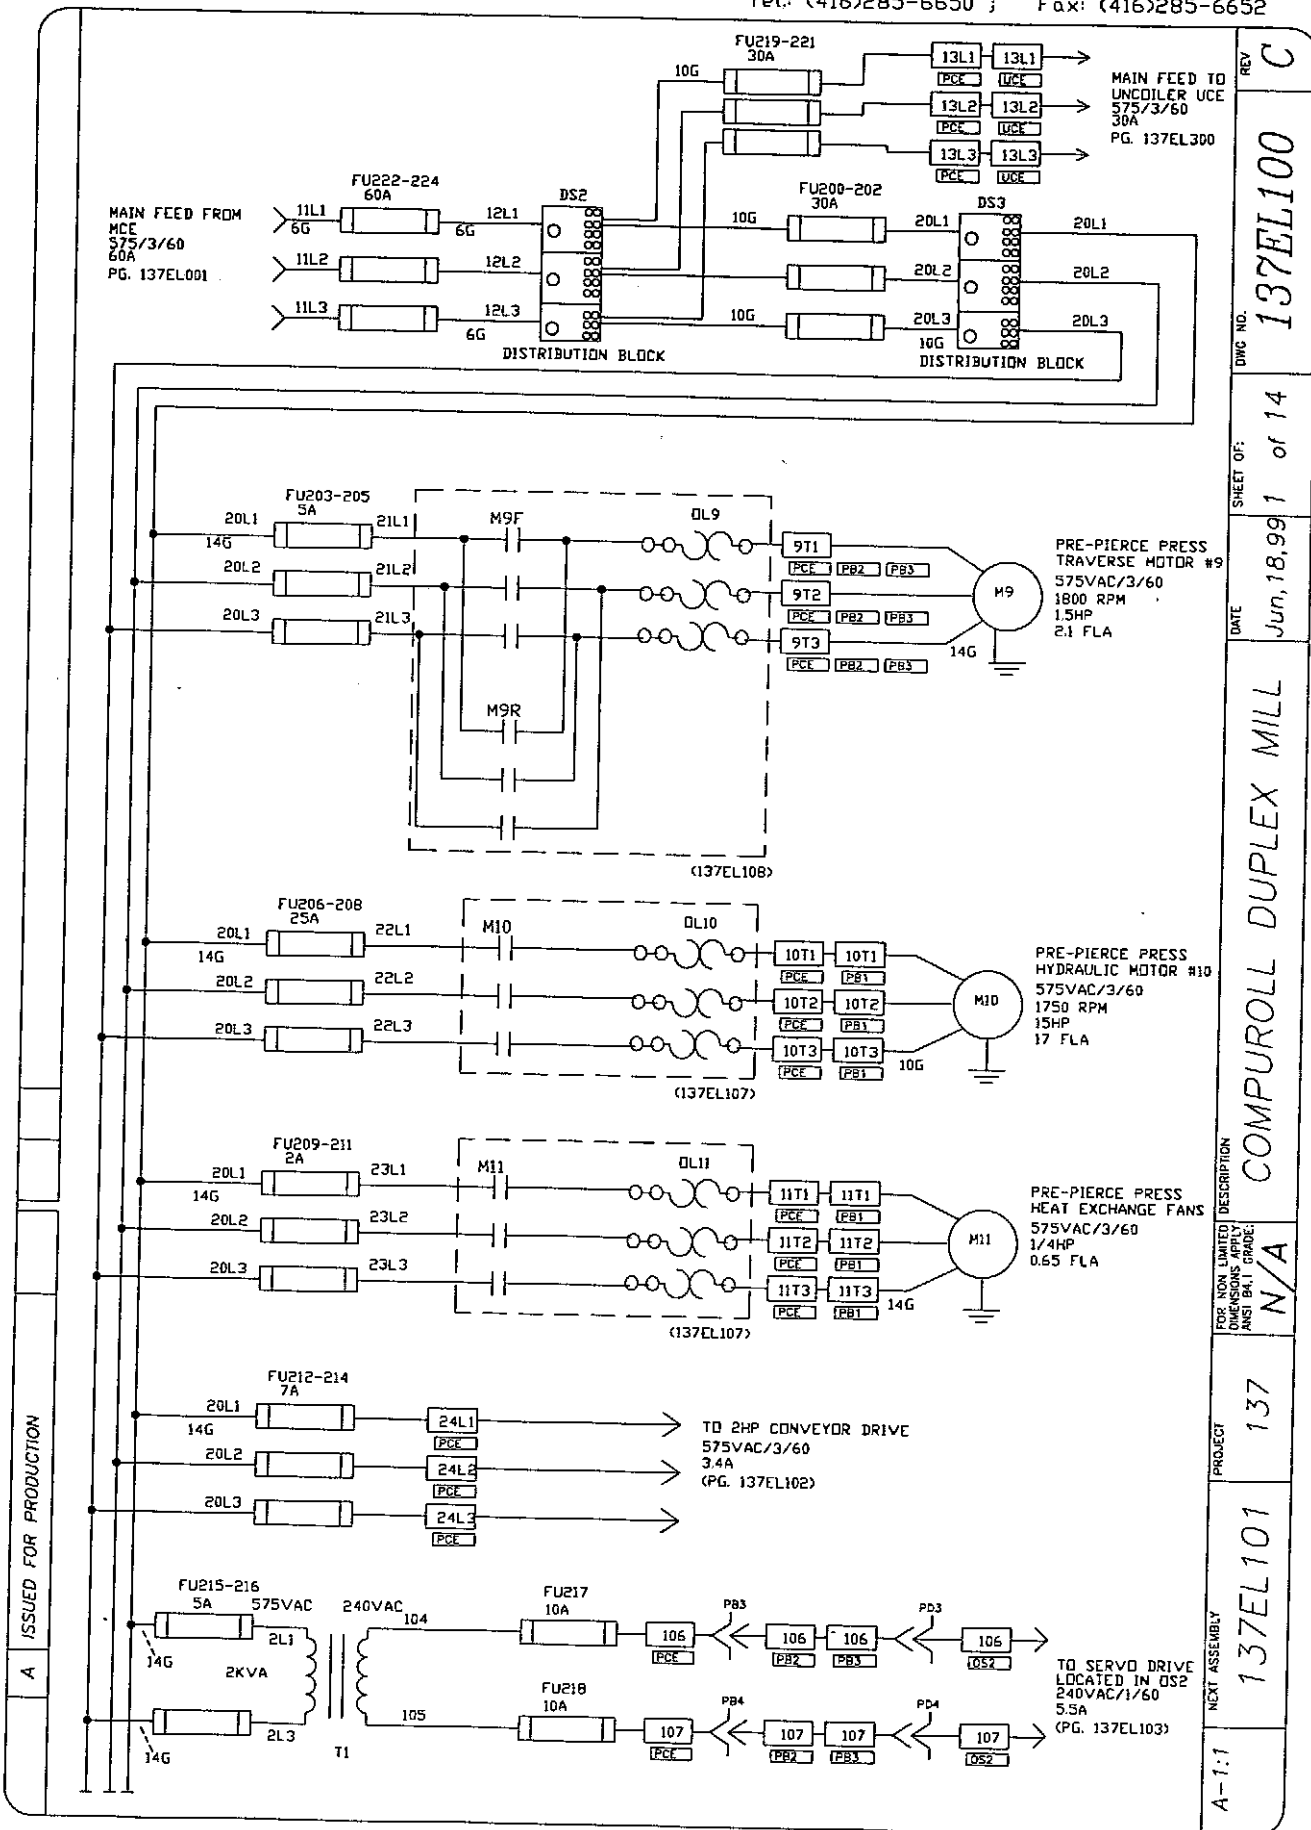 Tel: (416)285-6650 ; Fax: (416)285-6652
FU219-221
30A
10G
13L1 13L1
PCE UCE
13L2 13L2
PCE UCE
13L3 13L3
PCE UCE
MAIN FEED TO
UNCOILER UCE
575/3/60
30A
PG. 137EL300
MAIN FEED FROM
MCE
575/3/60
60A
PG. 137EL001
FU222-224
60A
11L1
6G
12L1
6G
11L2
12L2
11L3
12L3
6G
DS2
DISTRIBUTION BLOCK
FU200-202
30A
10G
10G
20L1
20L2
20L3
10G
DS3
20L1
20L2
20L3
DISTRIBUTION BLOCK
FU203-205
5A
20L1
14G
21L1
20L2
21L2
20L3
21L3
M9F
M9R
OL9
9T1
PCE PB2 PB3
9T2
PCE PB2 PB3
9T3
PCE PB2 PB3
14G
M9
PRE-PIERCE PRESS
TRAVERSE MOTOR #9
575VAC/3/60
1800 RPM
1.5HP
2.1 FLA
(137EL108)
FU206-208
25A
20L1
14G
22L1
20L2
22L2
20L3
22L3
M10
OL10
10T1 10T1
PCE PB1
10T2 10T2
PCE PB1
10T3 10T3
PCE PB1
10G
M10
PRE-PIERCE PRESS
HYDRAULIC MOTOR #10
575VAC/3/60
1750 RPM
15HP
17 FLA
(137EL107)
FU209-211
2A
20L1
14G
23L1
20L2
23L2
20L3
23L3
M11
OL11
11T1 11T1
PCE PB1
11T2 11T2
PCE PB1
11T3 11T3
PCE PB1
14G
M11
PRE-PIERCE PRESS
HEAT EXCHANGE FANS
575VAC/3/60
1/4HP
0.65 FLA
(137EL107)
FU212-214
7A
20L1
14G
24L1
PCE
20L2
24L2
PCE
20L3
24L3
PCE
TO 2HP CONVEYOR DRIVE
575VAC/3/60
3.4A
(PG. 137EL102)
FU215-216
5A
575VAC
240VAC
2L1
14G
2KVA
2L3
14G
T1
104
105
FU217
10A
106
PCE
PB3
106 106
PB2 PB3
PD3
106
OS2
FU218
10A
107
PCE
PB4
107 107
PB2 PB3
PD4
107
OS2
TO SERVO DRIVE
LOCATED IN OS2
240VAC/1/60
5.5A
(PG. 137EL103)
A ISSUED FOR PRODUCTION
A-1:1
NEXT ASSEMBLY
137EL101
PROJECT
137
FOR NON LIMITED
DIMENSIONS APPLY
ANSI B4.1 GRADE:
N/A
DESCRIPTION
COMPUROLL DUPLEX MILL
DATE
Jun,18,99
SHEET OF:
1 of 14
DWG NO.
137EL100
REV
C